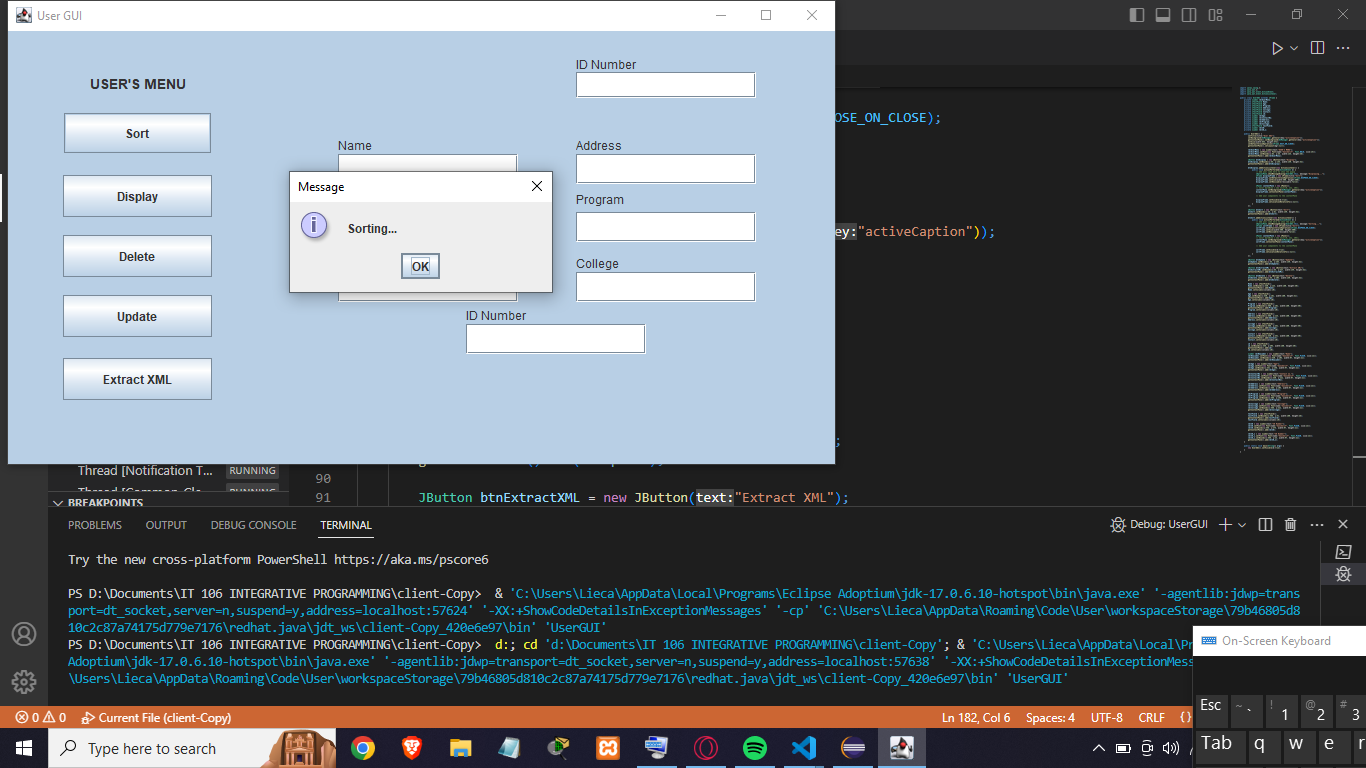 User GUI
USER'S MENU
Sort
Display
Delete
Update
Extract XML
ID Number
Name
Address
Program
College
ID Number
Message
Sorting...
OK
OSE_ON_CLOSE);
ey:"activeCaption"));
Thread [Notification T... RUNNING
BREAKPOINTS
90
91 JButton btnExtractXML = new JButton(text:"Extract XML");
PROBLEMS OUTPUT DEBUG CONSOLE TERMINAL
Debug: UserGUI
Try the new cross-platform PowerShell https://aka.ms/pscore6
PS D:\Documents\IT 106 INTEGRATIVE PROGRAMMING\client-Copy>  & 'C:\Users\Lieca\AppData\Local\Programs\Eclipse Adoptium\jdk-17.0.6.10-hotspot\bin\java.exe' '-agentlib:jdwp=trans
port=dt_socket,server=n,suspend=y,address=localhost:57624' '-XX:+ShowCodeDetailsInExceptionMessages' '-cp' 'C:\Users\Lieca\AppData\Roaming\Code\User\workspaceStorage\79b46805d8
10c2c87a74175d779e7176\redhat.java\jdt_ws\client-Copy_420e6e97\bin' 'UserGUI'
PS D:\Documents\IT 106 INTEGRATIVE PROGRAMMING\client-Copy>  d:; cd 'd:\Documents\IT 106 INTEGRATIVE PROGRAMMING\client-Copy'; & 'C:\Users\Lieca\AppData\Local\Pr
Adoptium\jdk-17.0.6.10-hotspot\bin\java.exe' '-agentlib:jdwp=transport=dt_socket,server=n,suspend=y,address=localhost:57638' '-XX:+ShowCodeDetailsInExceptionMess
\Users\Lieca\AppData\Roaming\Code\User\workspaceStorage\79b46805d810c2c87a74175d779e7176\redhat.java\jdt_ws\client-Copy_420e6e97\bin' 'UserGUI'
On-Screen Keyboard
Esc ~ ` ! 1 @ 2 # 3
Tab q w e r
0 0 Current File (client-Copy)
Ln 182, Col 6 Spaces: 4 UTF-8 CRLF {}
Type here to search